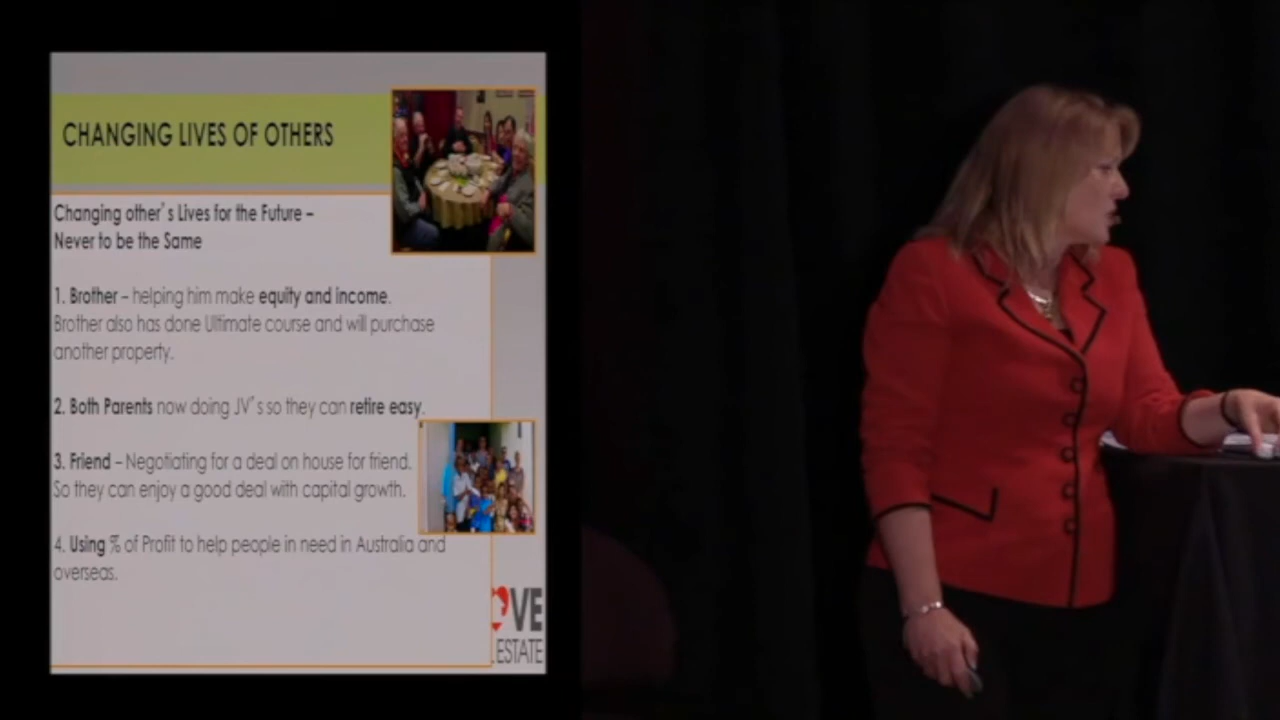 CHANGING LIVES OF OTHERS
Changing other's Lives for the Future –
Never to be the Same
1. Brother – helping him make equity and income.
Brother also has done Ultimate course and will purchase
another property.
2. Both Parents now doing JV's so they can retire easy.
3. Friend – Negotiating for a deal on house for friend.
So they can enjoy a good deal with capital growth.
4. Using % of Profit to help people in need in Australia and
overseas.
VE
ESTATE